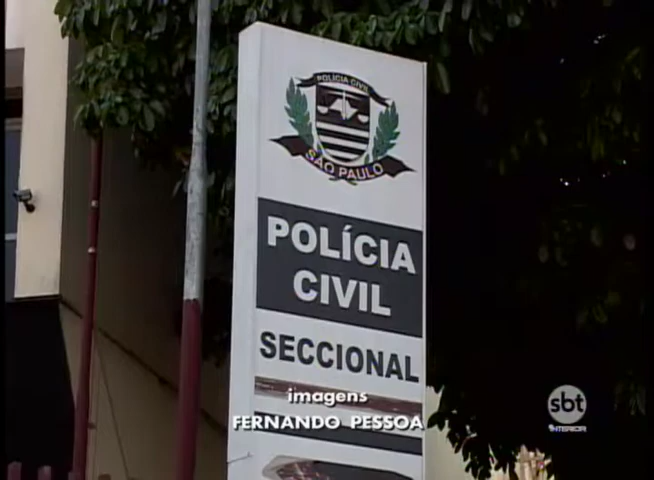 POLÍCIA CIVIL
SÃO PAULO
POLÍCIA
CIVIL
SECCIONAL
imagens
FERNANDO PESSOA
sbt
INTERIOR